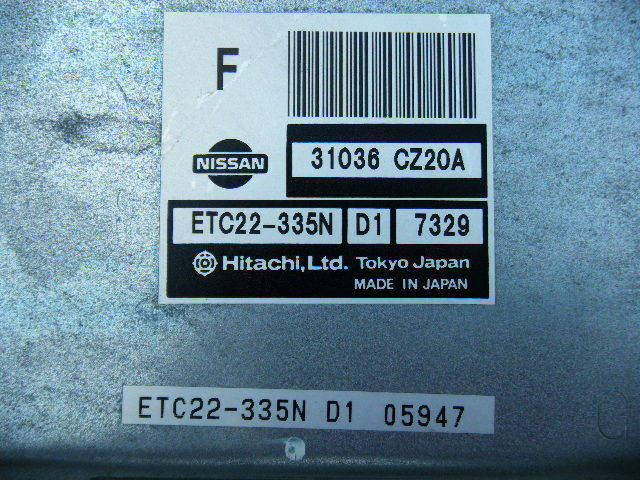 F
NISSAN
31036 CZ20A
ETC22-335N D1 7329
Hitachi,Ltd. Tokyo Japan
MADE IN JAPAN
ETC22-335N D1 05947